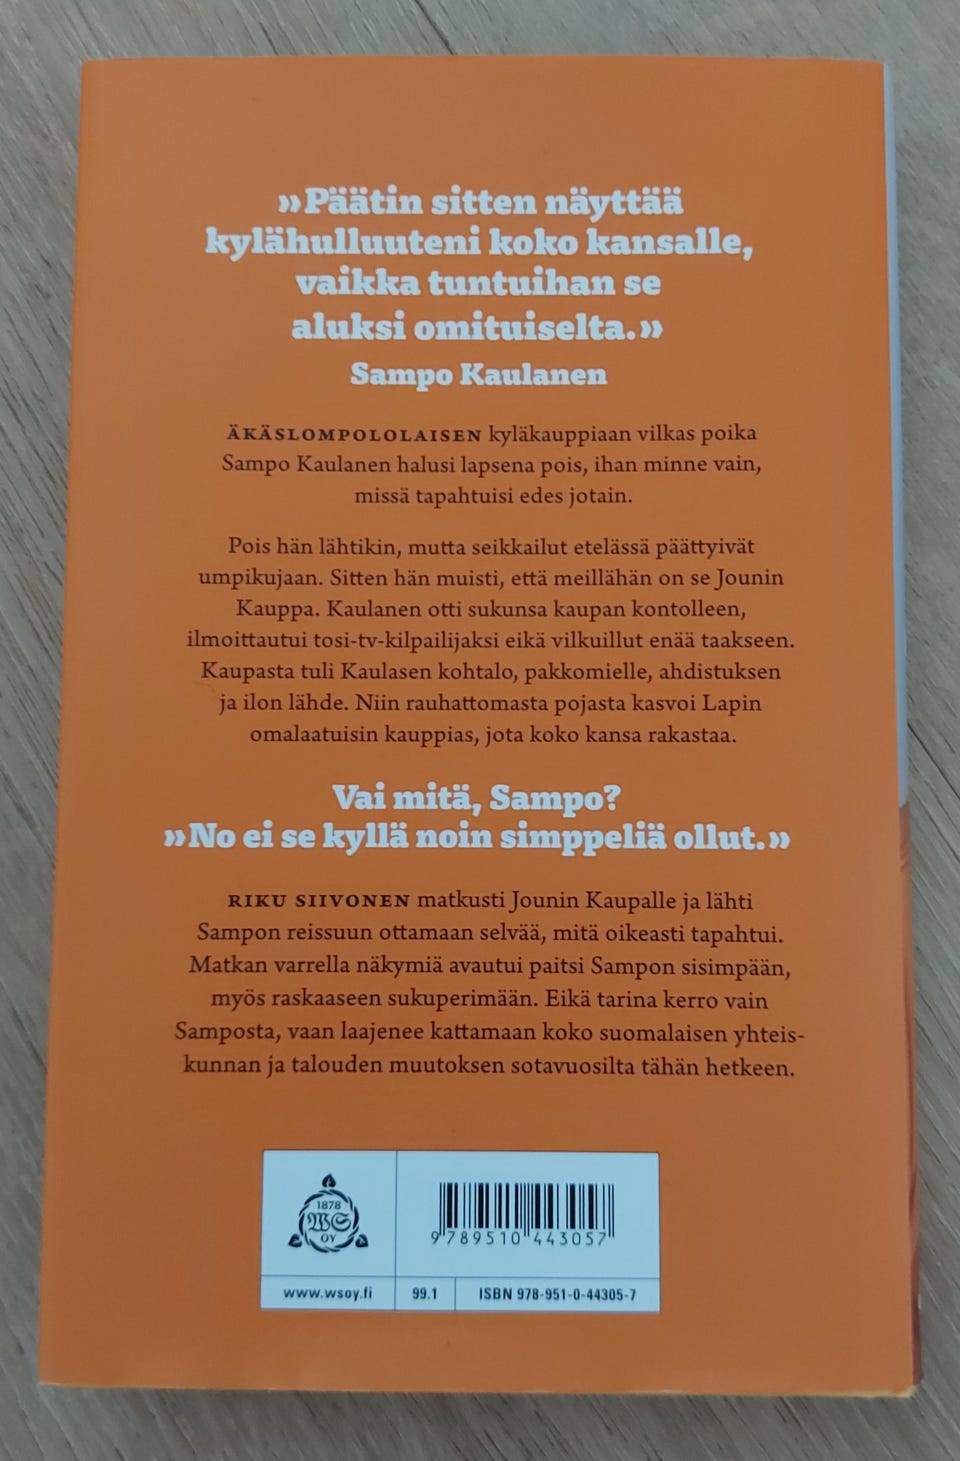 »Päätin sitten näyttää
kylähulluuteni koko kansalle,
vaikka tuntuihan se
aluksi omituiselta.»
Sampo Kaulanen
ÄKÄSLOMPOLOLAISEN kyläkauppiaan vilkas poika
Sampo Kaulanen halusi lapsena pois, ihan minne vain,
missä tapahtuisi edes jotain.
Pois hän lähtikin, mutta seikkailut etelässä päättyivät
umpikujaan. Sitten hän muisti, että meillähän on se Jounin
Kauppa. Kaulanen otti sukunsa kaupan kontolleen,
ilmoittautui tosi-tv-kilpailijaksi eikä vilkuillut enää taakseen.
Kaupasta tuli Kaulasen kohtalo, pakkomielle, ahdistuksen
ja ilon lähde. Niin rauhattomasta pojasta kasvoi Lapin
omalaatuisin kauppias, jota koko kansa rakastaa.
Vai mitä, Sampo?
»No ei se kyllä noin simppeliä ollut.»
RIKU SIIVONEN matkusti Jounin Kaupalle ja lähti
Sampon reissuun ottamaan selvää, mitä oikeasti tapahtui.
Matkan varrella näkymiä avautui paitsi Sampon sisimpään,
myös raskaaseen sukuperimään. Eikä tarina kerro vain
Samposta, vaan laajenee kattamaan koko suomalaisen yhteis-
kunnan ja talouden muutoksen sotavuosilta tähän hetkeen.
1878
WS
OY
9 789510 443057
www.wsoy.fi
99.1
ISBN 978-951-0-44305-7